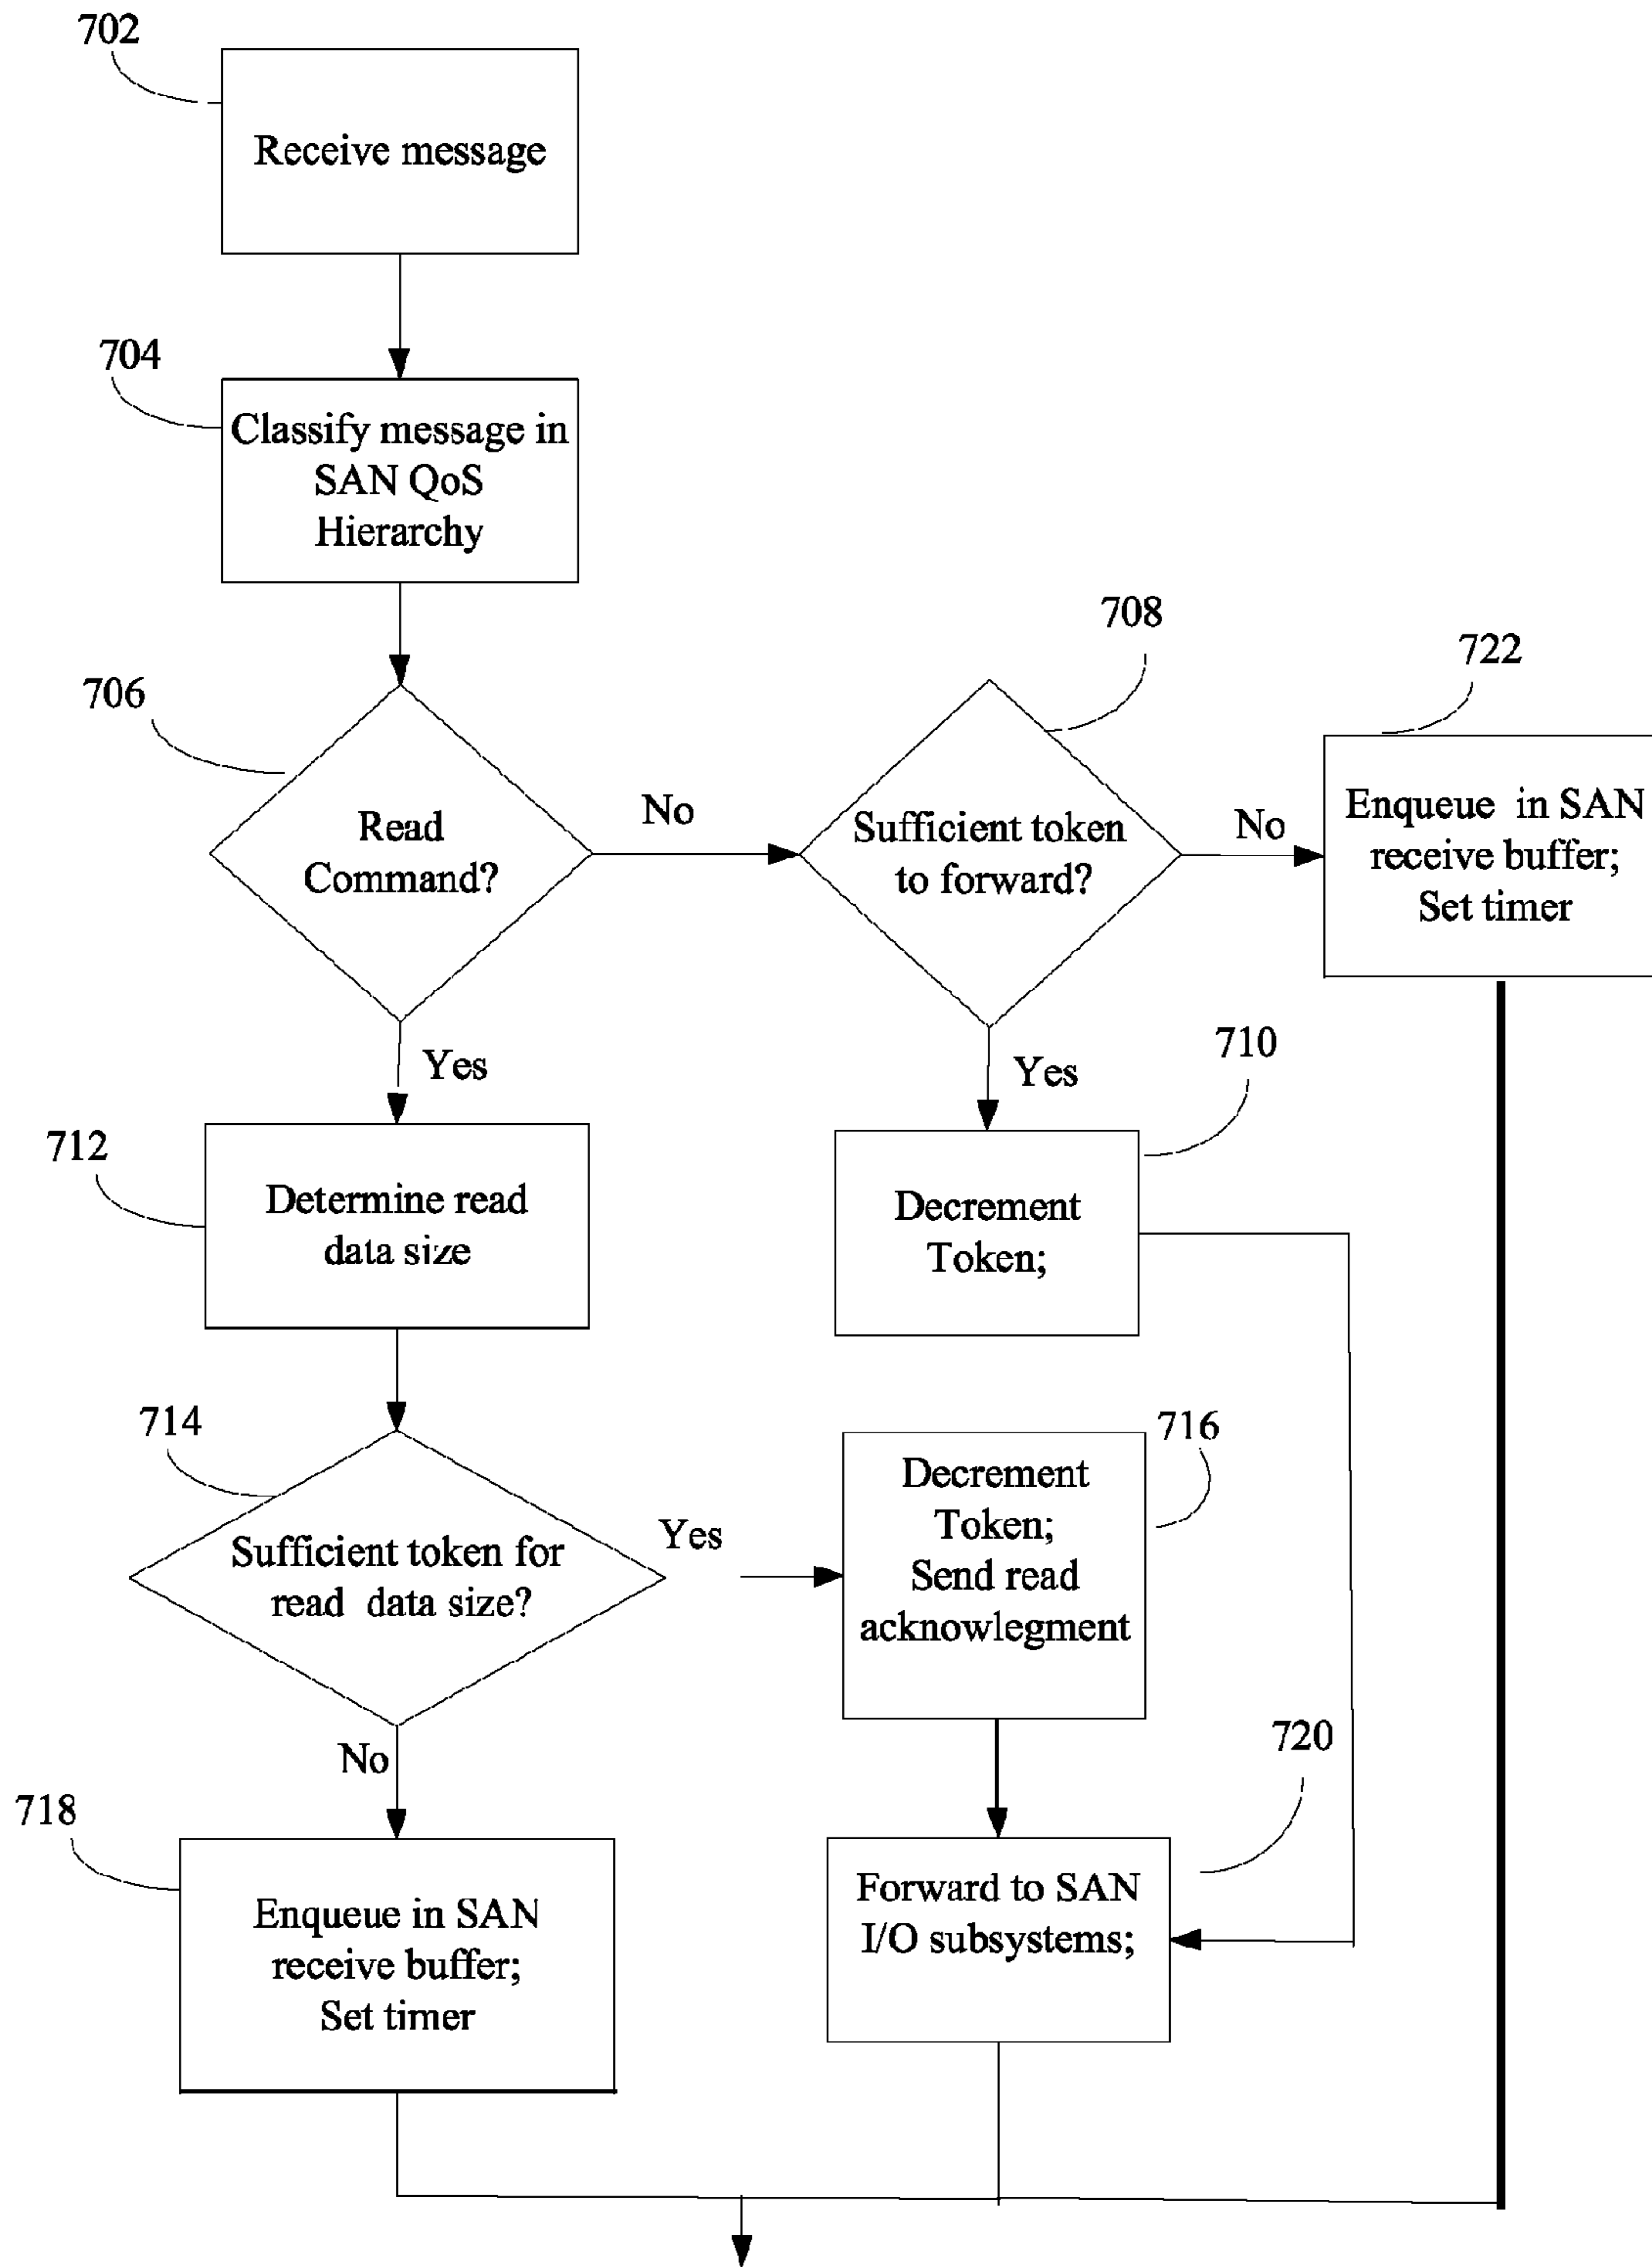 702
Receive message
704
Classify message in
SAN QoS
Hierarchy
706
Read
Command?
No
708
Sufficient token
to forward?
No
722
Enqueue in SAN
receive buffer;
Set timer
Yes
Yes
710
Decrement
Token;
712
Determine read
data size
714
Sufficient token for
read data size?
Yes
716
Decrement
Token;
Send read
acknowlegment
No
718
Enqueue in SAN
receive buffer;
Set timer
720
Forward to SAN
I/O subsystems;